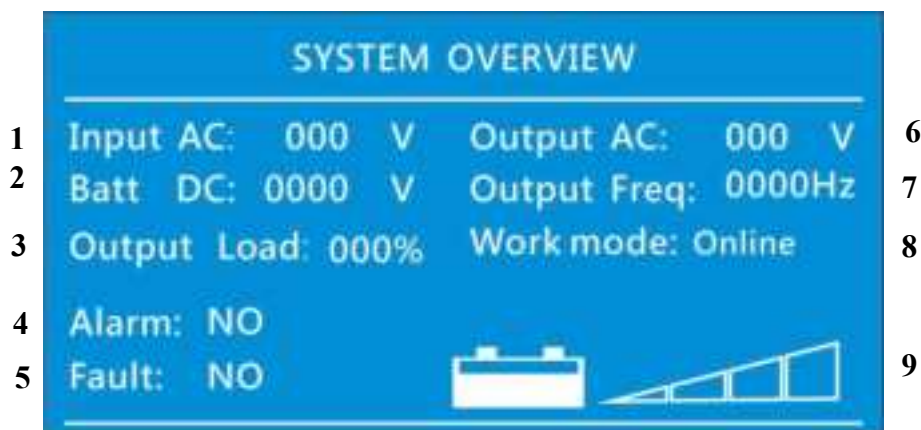 SYSTEM OVERVIEW
1 Input AC: 000 V Output AC: 000 V 6
2 Batt DC: 0000 V Output Freq: 0000Hz 7
3 Output Load: 000% Work mode: Online 8
4 Alarm: NO
5 Fault: NO 9